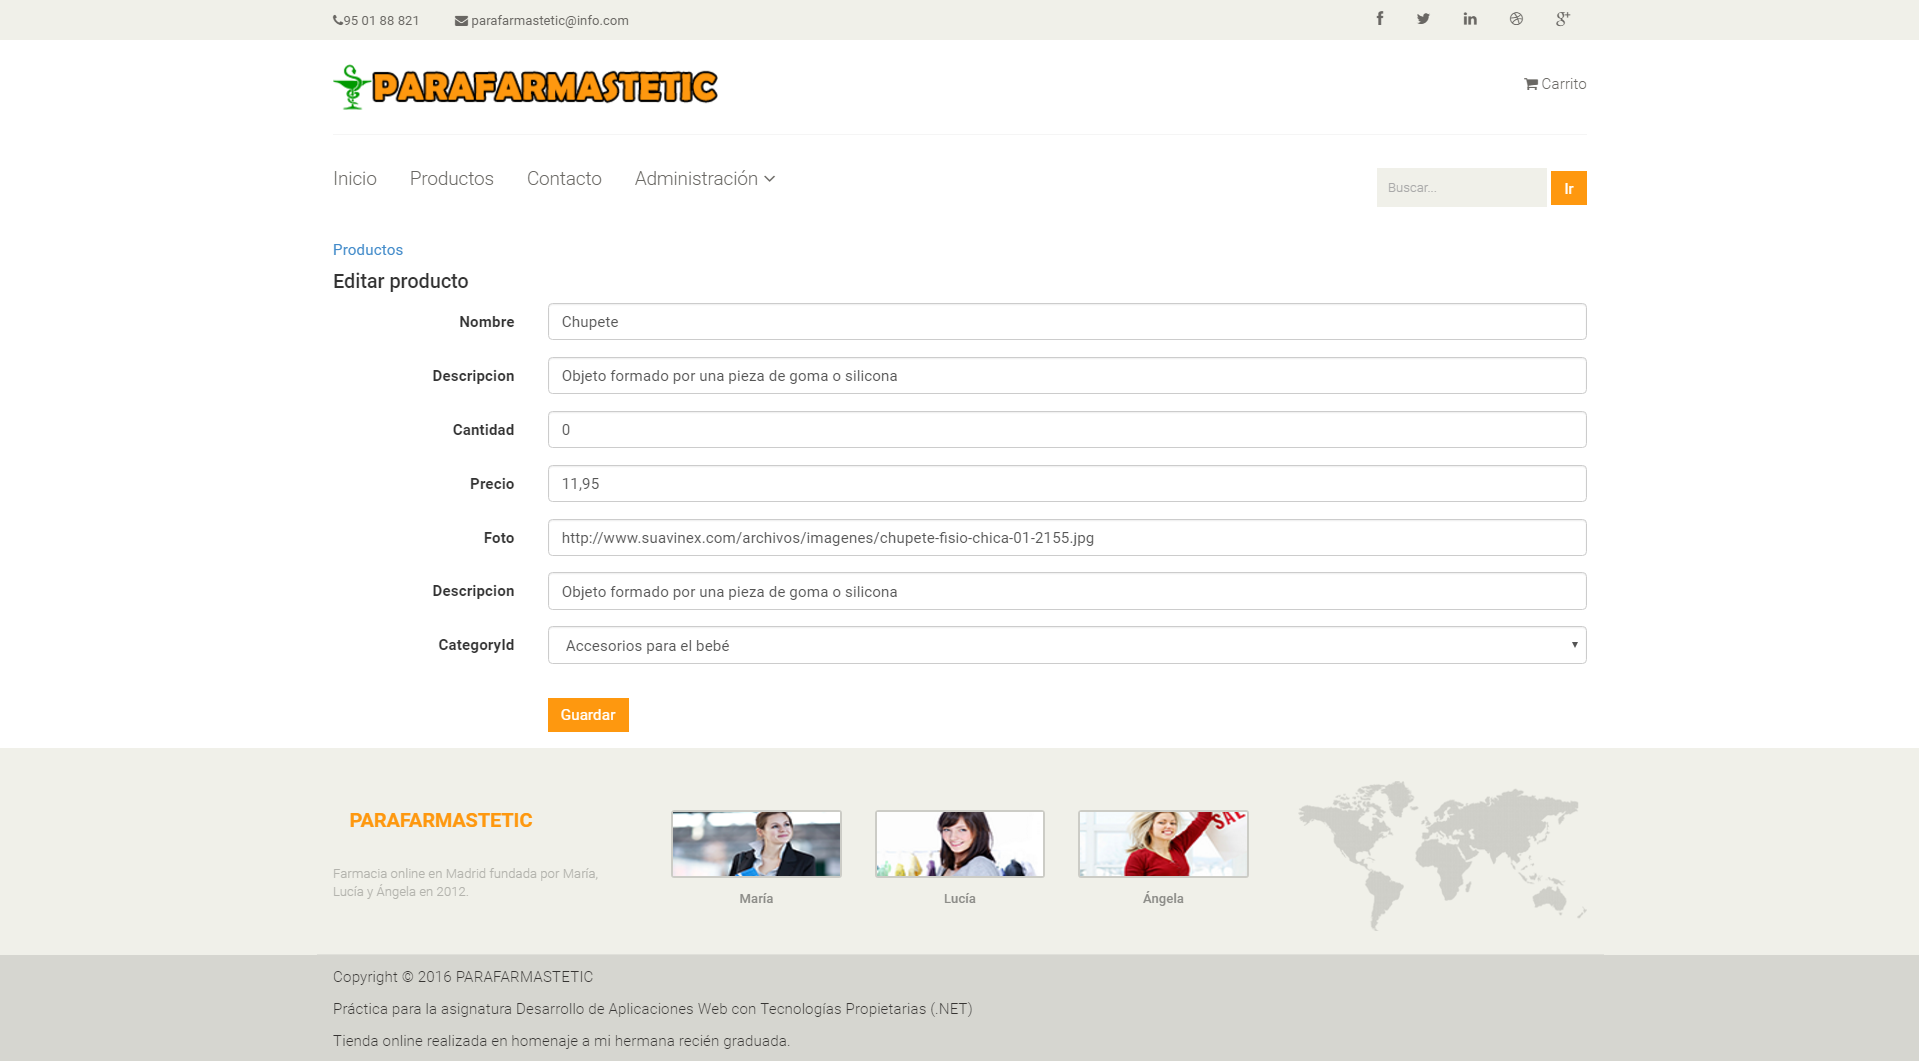 95 01 88 821 parafarmastetic@info.com
PARAFARMASTETIC
Carrito
Inicio Productos Contacto Administración
Buscar... Ir
Productos
Editar producto
Nombre Chupete
Descripcion Objeto formado por una pieza de goma o silicona
Cantidad 0
Precio 11,95
Foto http://www.suavinex.com/archivos/imagenes/chupete-fisio-chica-01-2155.jpg
Descripcion Objeto formado por una pieza de goma o silicona
CategoryId Accesorios para el bebé
Guardar
PARAFARMASTETIC
Farmacia online en Madrid fundada por María,
Lucía y Ángela en 2012.
SAL
María Lucía Ángela
Copyright © 2016 PARAFARMASTETIC
Práctica para la asignatura Desarrollo de Aplicaciones Web con Tecnologías Propietarias (.NET)
Tienda online realizada en homenaje a mi hermana recién graduada.